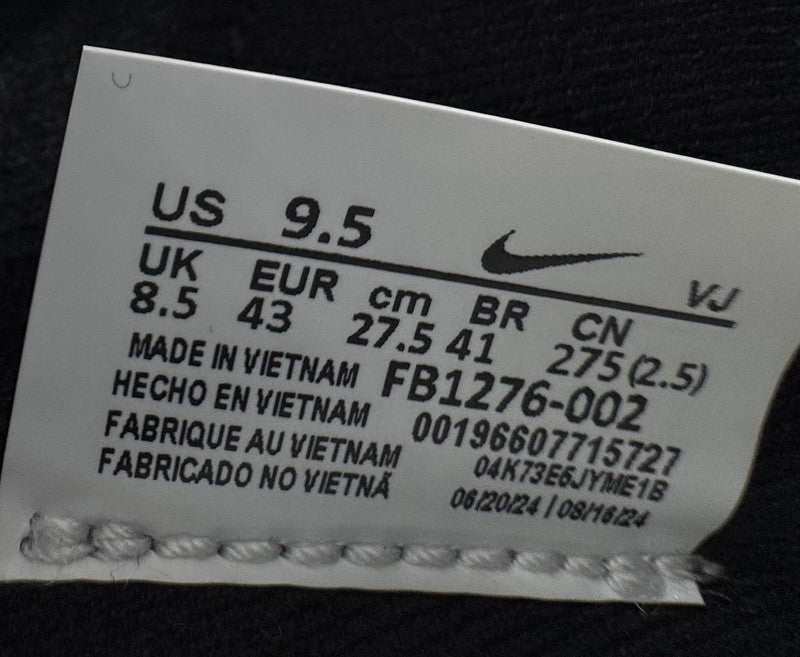 US 9.5
VJ
UK EUR cm BR CN
8.5 43 27.5 41 275(2.5)
MADE IN VIETNAM FB1276-002
HECHO EN VIETNAM 00196607715727
FABRIQUE AU VIETNAM 04K73E5JYME1B
FABRICADO NO VIETNÃ 06/20/24 | 08/16/24